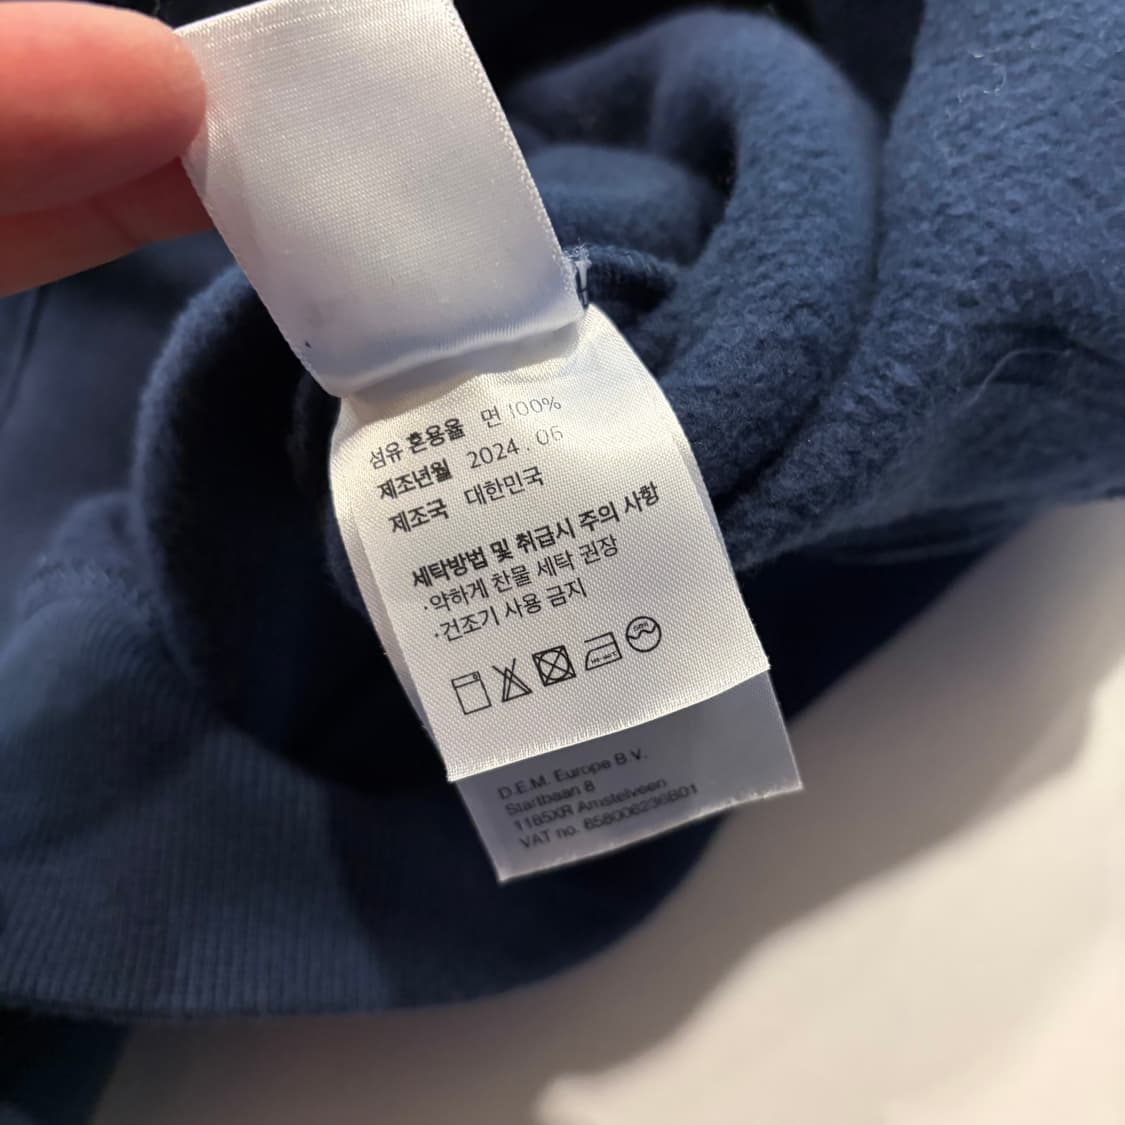 섬유 혼용율 면 100%
제조년월 2024. 06
제조국 대한민국
세탁방법 및 취급시 주의 사항
·약하게 찬물 세탁 권장
·건조기 사용 금지
D.E.M. Europe B.V.
Startbaan 8
1185XR Amstelveen
VAT no. 858006236B01